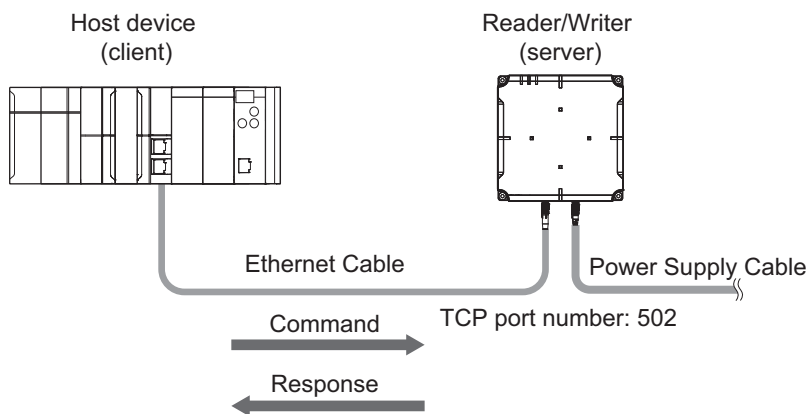 Host device
(client)
Reader/Writer
(server)
Ethernet Cable
Power Supply Cable
TCP port number: 502
Command
Response